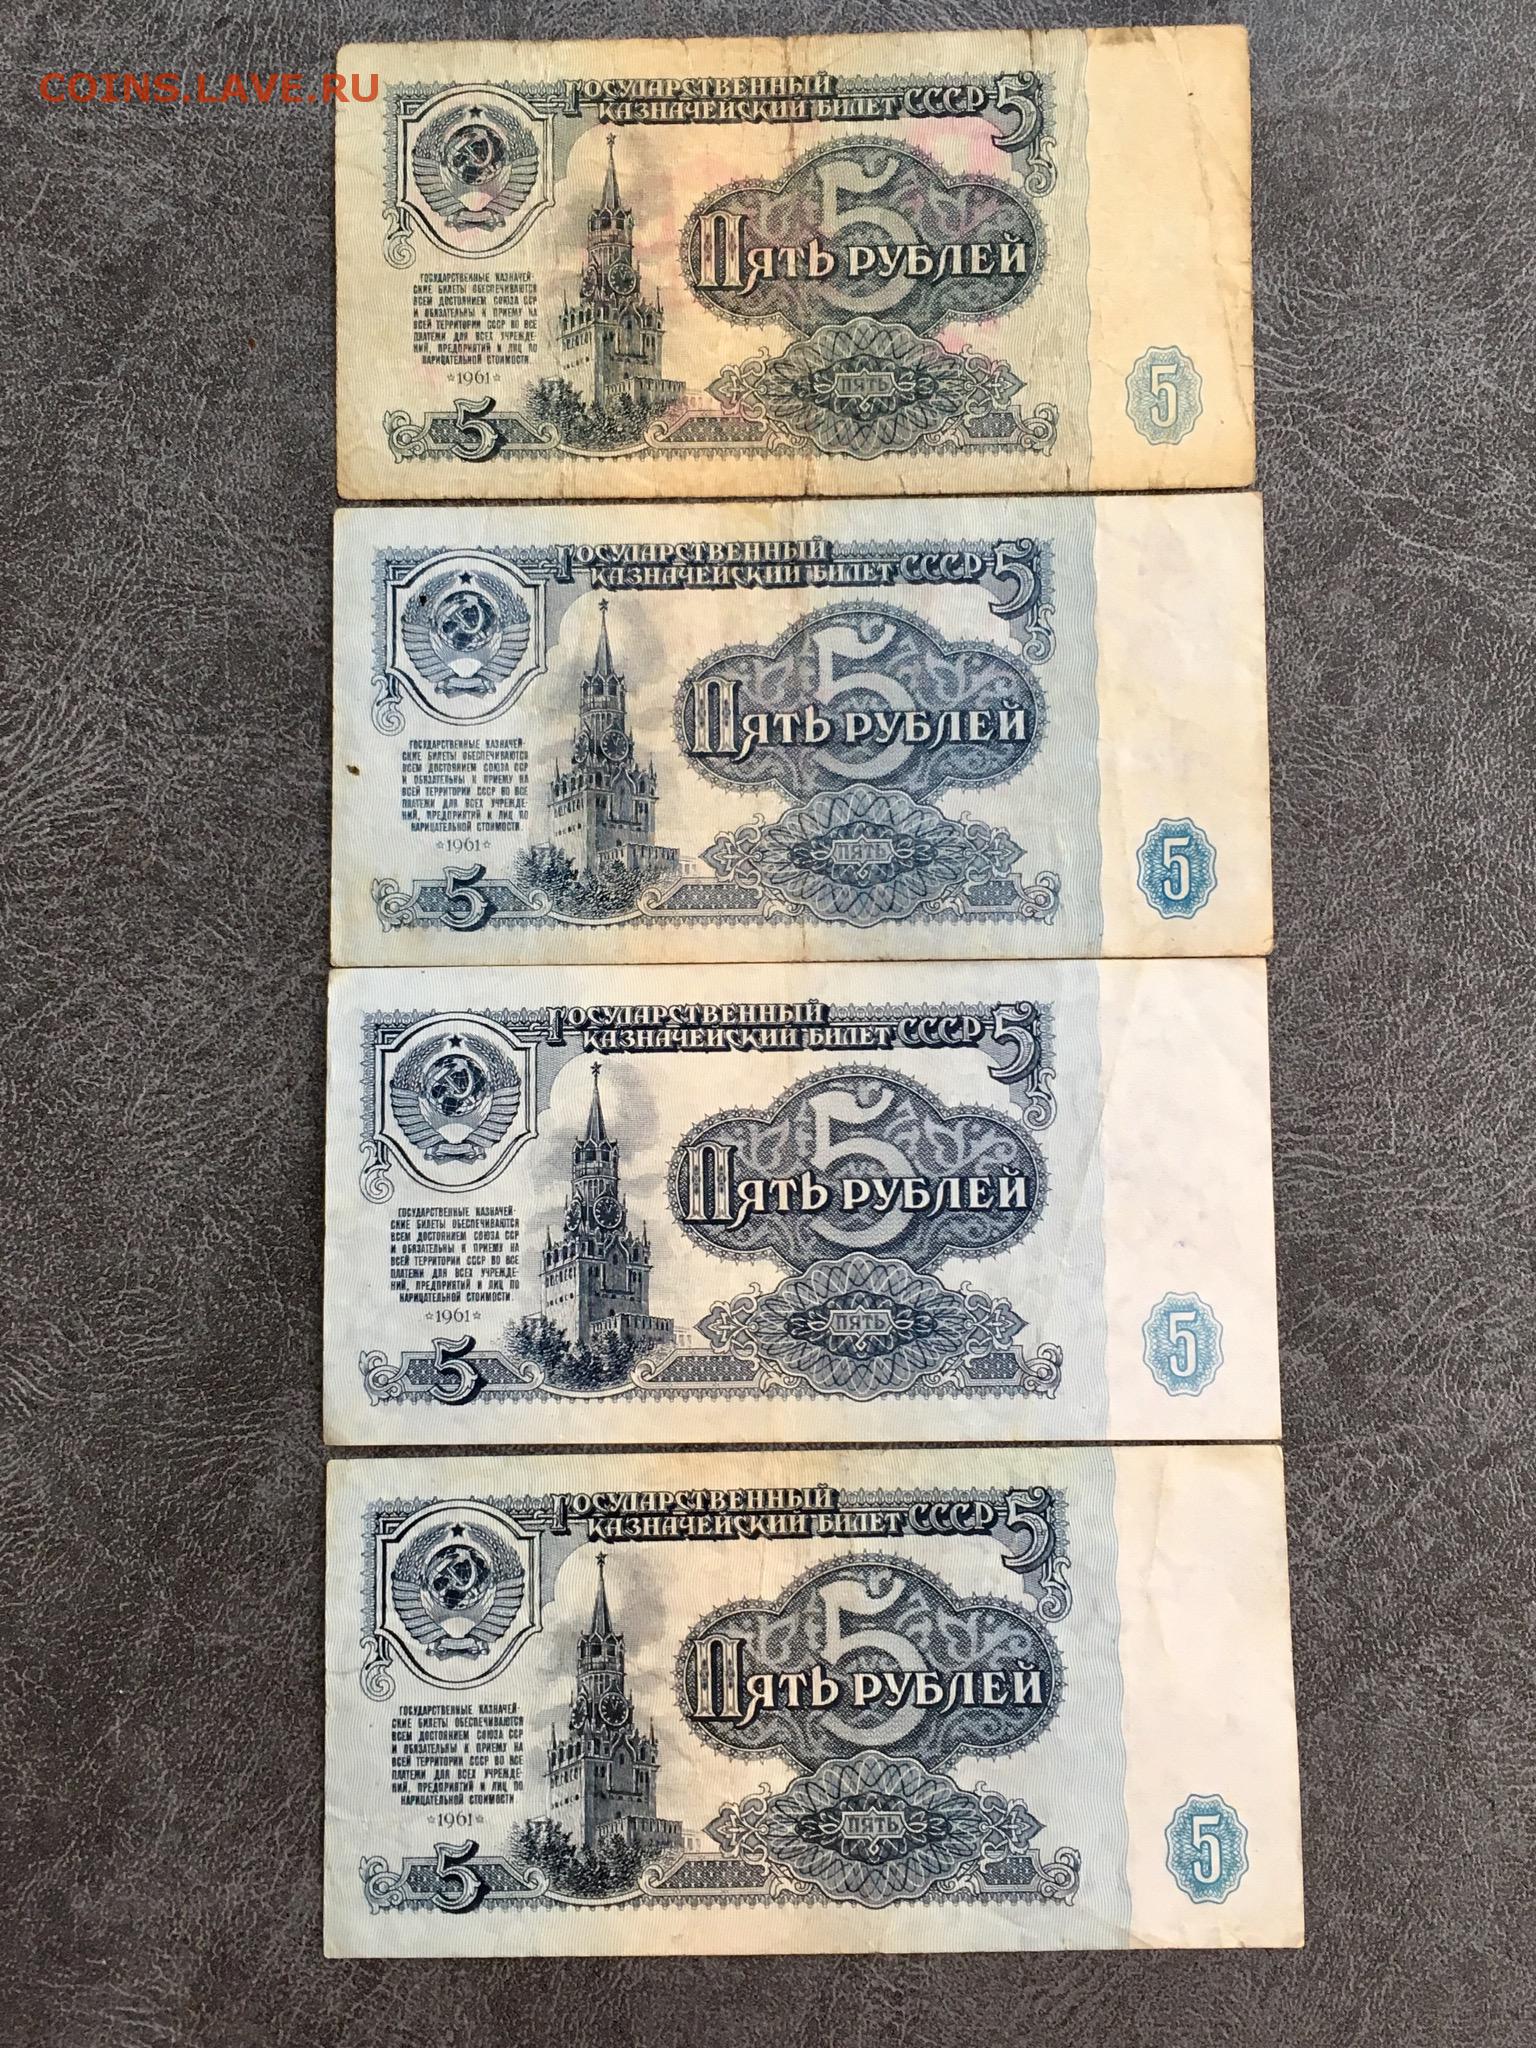 COINS.LAVE.RU
ГОСУДАРСТВЕННЫЙ
КАЗНАЧЕЙСКИЙ БИЛЕТ СССР 5
5
ПЯТЬ РУБЛЕЙ
ГОСУДАРСТВЕННЫЕ КАЗНАЧЕЙ-
СКИЕ БИЛЕТЫ ОБЕСПЕЧИВАЮТСЯ
ВСЕМ ДОСТОЯНИЕМ СОЮЗА ССР
И ОБЯЗАТЕЛЬНЫ К ПРИЕМУ НА
ВСЕЙ ТЕРРИТОРИИ СССР ВО ВСЕ
ПЛАТЕЖИ ДЛЯ ВСЕХ УЧРЕЖДЕ-
НИЙ, ПРЕДПРИЯТИЙ И ЛИЦ ПО
НАРИЦАТЕЛЬНОЙ СТОИМОСТИ.
☆1961☆
ПЯТЬ
5
5
ГОСУДАРСТВЕННЫЙ
КАЗНАЧЕЙСКИЙ БИЛЕТ СССР 5
5
ПЯТЬ РУБЛЕЙ
ГОСУДАРСТВЕННЫЕ КАЗНАЧЕЙ-
СКИЕ БИЛЕТЫ ОБЕСПЕЧИВАЮТСЯ
ВСЕМ ДОСТОЯНИЕМ СОЮЗА ССР
И ОБЯЗАТЕЛЬНЫ К ПРИЕМУ НА
ВСЕЙ ТЕРРИТОРИИ СССР ВО ВСЕ
ПЛАТЕЖИ ДЛЯ ВСЕХ УЧРЕЖДЕ-
НИЙ, ПРЕДПРИЯТИЙ И ЛИЦ ПО
НАРИЦАТЕЛЬНОЙ СТОИМОСТИ.
☆1961☆
ПЯТЬ
5
5
ГОСУДАРСТВЕННЫЙ
КАЗНАЧЕЙСКИЙ БИЛЕТ СССР 5
5
ПЯТЬ РУБЛЕЙ
ГОСУДАРСТВЕННЫЕ КАЗНАЧЕЙ-
СКИЕ БИЛЕТЫ ОБЕСПЕЧИВАЮТСЯ
ВСЕМ ДОСТОЯНИЕМ СОЮЗА ССР
И ОБЯЗАТЕЛЬНЫ К ПРИЕМУ НА
ВСЕЙ ТЕРРИТОРИИ СССР ВО ВСЕ
ПЛАТЕЖИ ДЛЯ ВСЕХ УЧРЕЖДЕ-
НИЙ, ПРЕДПРИЯТИЙ И ЛИЦ ПО
НАРИЦАТЕЛЬНОЙ СТОИМОСТИ.
☆1961☆
ПЯТЬ
5
5
ГОСУДАРСТВЕННЫЙ
КАЗНАЧЕЙСКИЙ БИЛЕТ СССР 5
5
ПЯТЬ РУБЛЕЙ
ГОСУДАРСТВЕННЫЕ КАЗНАЧЕЙ-
СКИЕ БИЛЕТЫ ОБЕСПЕЧИВАЮТСЯ
ВСЕМ ДОСТОЯНИЕМ СОЮЗА ССР
И ОБЯЗАТЕЛЬНЫ К ПРИЕМУ НА
ВСЕЙ ТЕРРИТОРИИ СССР ВО ВСЕ
ПЛАТЕЖИ ДЛЯ ВСЕХ УЧРЕЖДЕ-
НИЙ, ПРЕДПРИЯТИЙ И ЛИЦ ПО
НАРИЦАТЕЛЬНОЙ СТОИМОСТИ
☆1961☆
ПЯТЬ
5
5